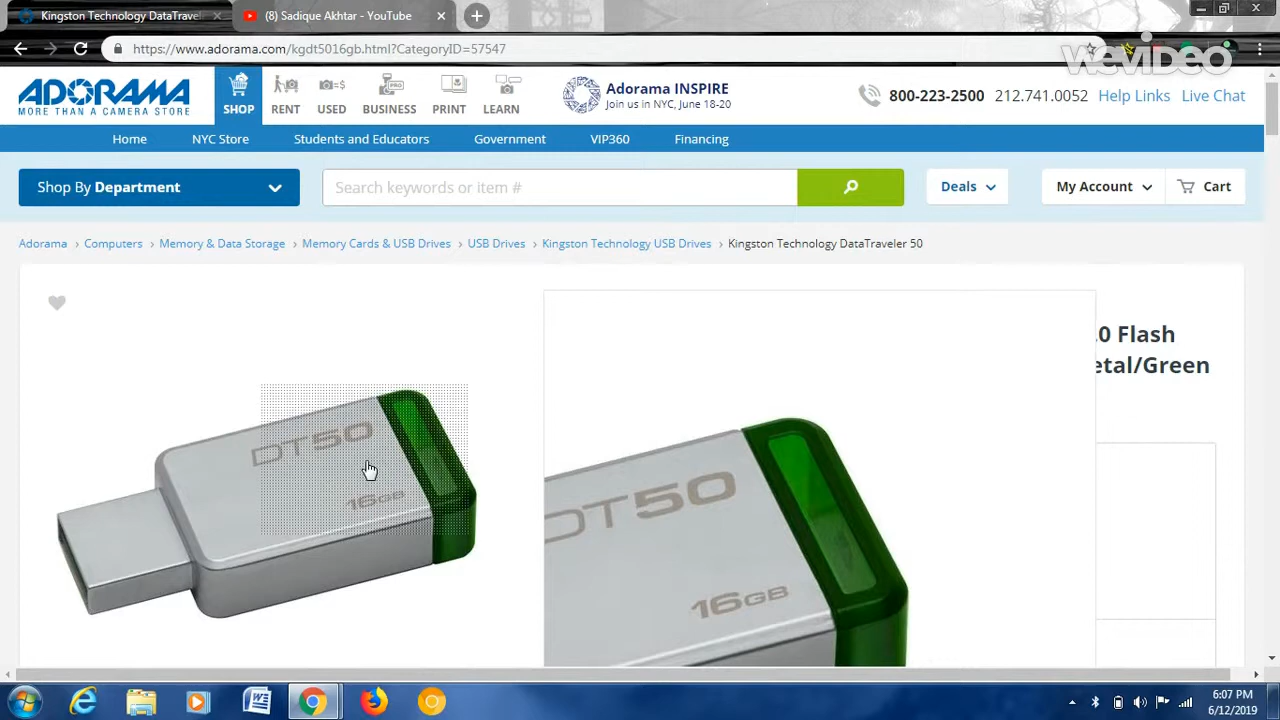 Kingston Technology DataTravel
(8) Sadique Akhtar - YouTube
https://www.adorama.com/kgdt5016gb.html?CategoryID=57547
WeVideo
ADORAMA
MORE THAN A CAMERA STORE
SHOP
RENT
USED
BUSINESS
PRINT
LEARN
Adorama INSPIRE
Join us in NYC, June 18-20
800-223-2500 212.741.0052 Help Links Live Chat
Home NYC Store Students and Educators Government VIP360 Financing
Shop By Department
Search keywords or item #
Deals
My Account
Cart
Adorama › Computers › Memory & Data Storage › Memory Cards & USB Drives › USB Drives › Kingston Technology USB Drives › Kingston Technology DataTraveler 50
.0 Flash
etal/Green
DT50
16GB
DT50
16GB
6:07 PM
6/12/2019